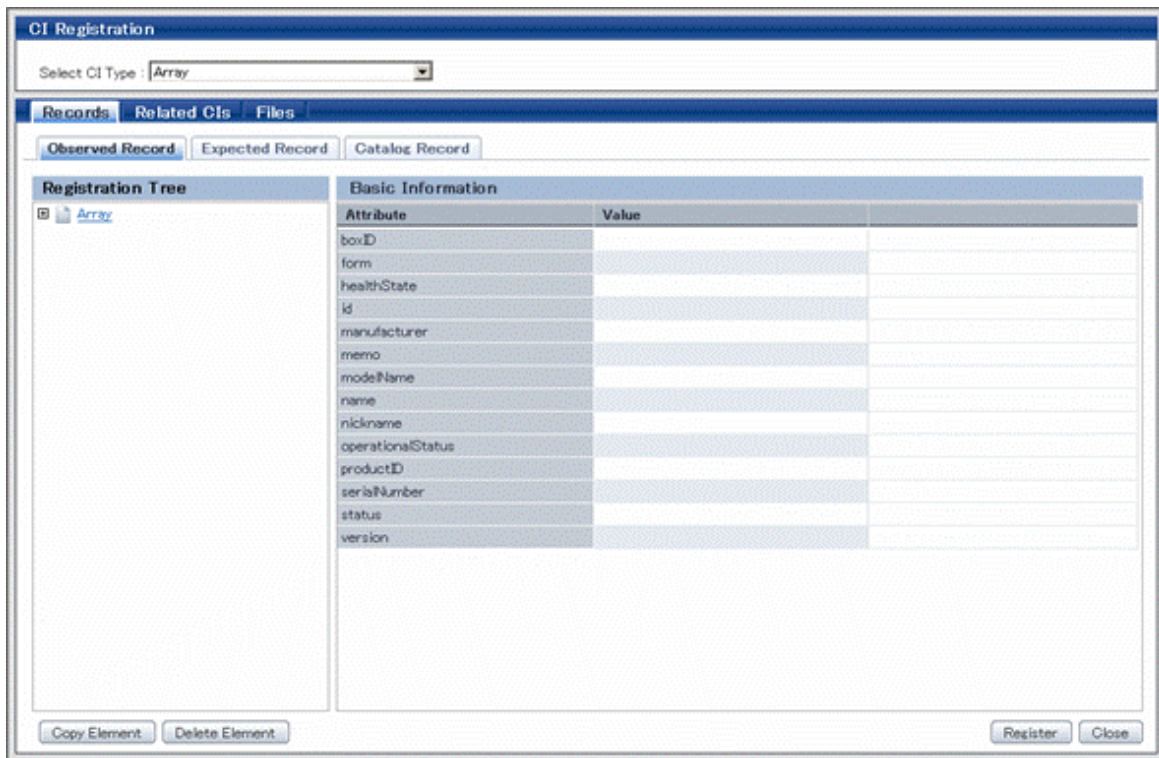 CI Registration
Select CI Type : Array
Records Related CIs Files
Observed Record Expected Record Catalog Record
Registration Tree Basic Information
Array Attribute Value
boxID
form
healthState
id
manufacturer
memo
modelName
name
nickname
operationalStatus
productID
serialNumber
status
version
Copy Element Delete Element Register Close